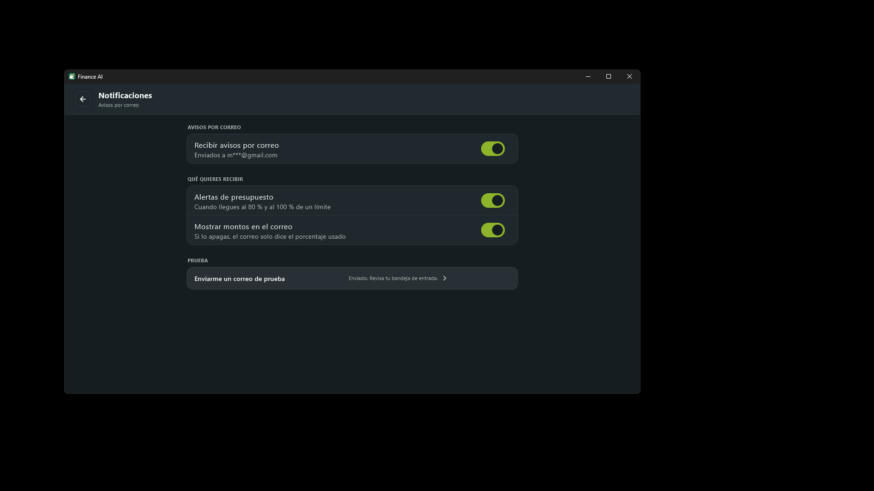 Finance AI
Notificaciones
Avisos por correo
AVISOS POR CORREO
Recibir avisos por correo
Enviados a m***@gmail.com
QUÉ QUIERES RECIBIR
Alertas de presupuesto
Cuando llegues al 80 % y al 100 % de un límite
Mostrar montos en el correo
Si lo apagas, el correo solo dice el porcentaje usado
PRUEBA
Enviarme un correo de prueba
Enviado. Revisa tu bandeja de entrada.